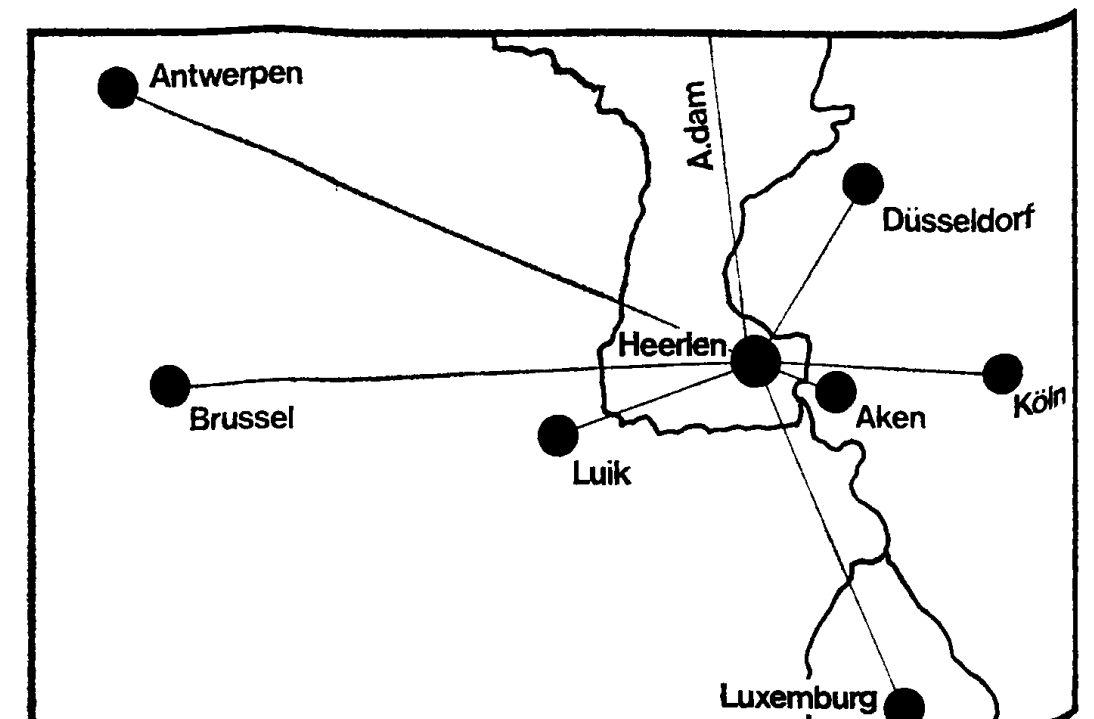 Antwerpen
A.dam
Düsseldorf
Heerlen
Brussel
Köln
Aken
Luik
Luxemburg